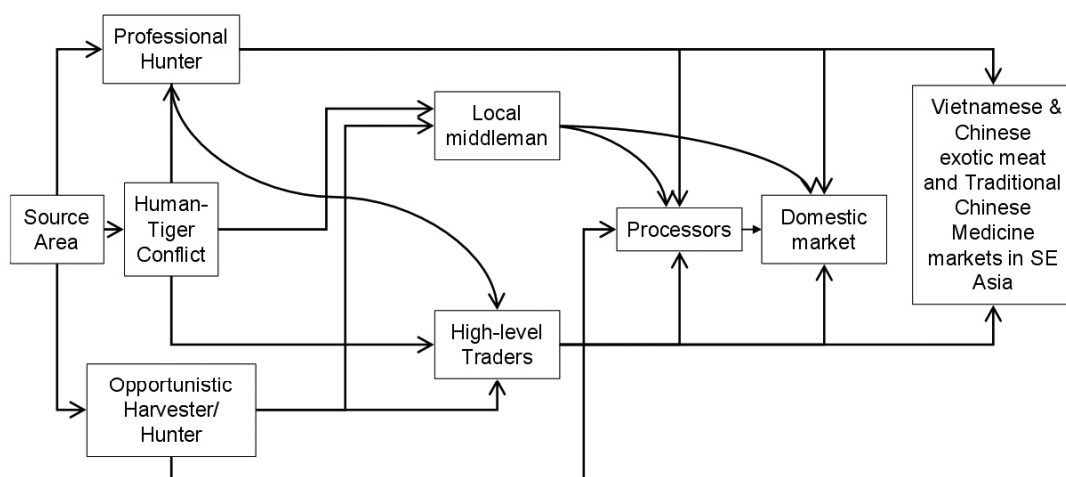 Professional
Hunter
Local
middleman
Vietnamese &
Chinese
exotic meat
and Traditional
Chinese
Medicine
markets in SE
Asia
Source
Area
Human-
Tiger
Conflict
Processors
Domestic
market
High-level
Traders
Opportunistic
Harvester/
Hunter